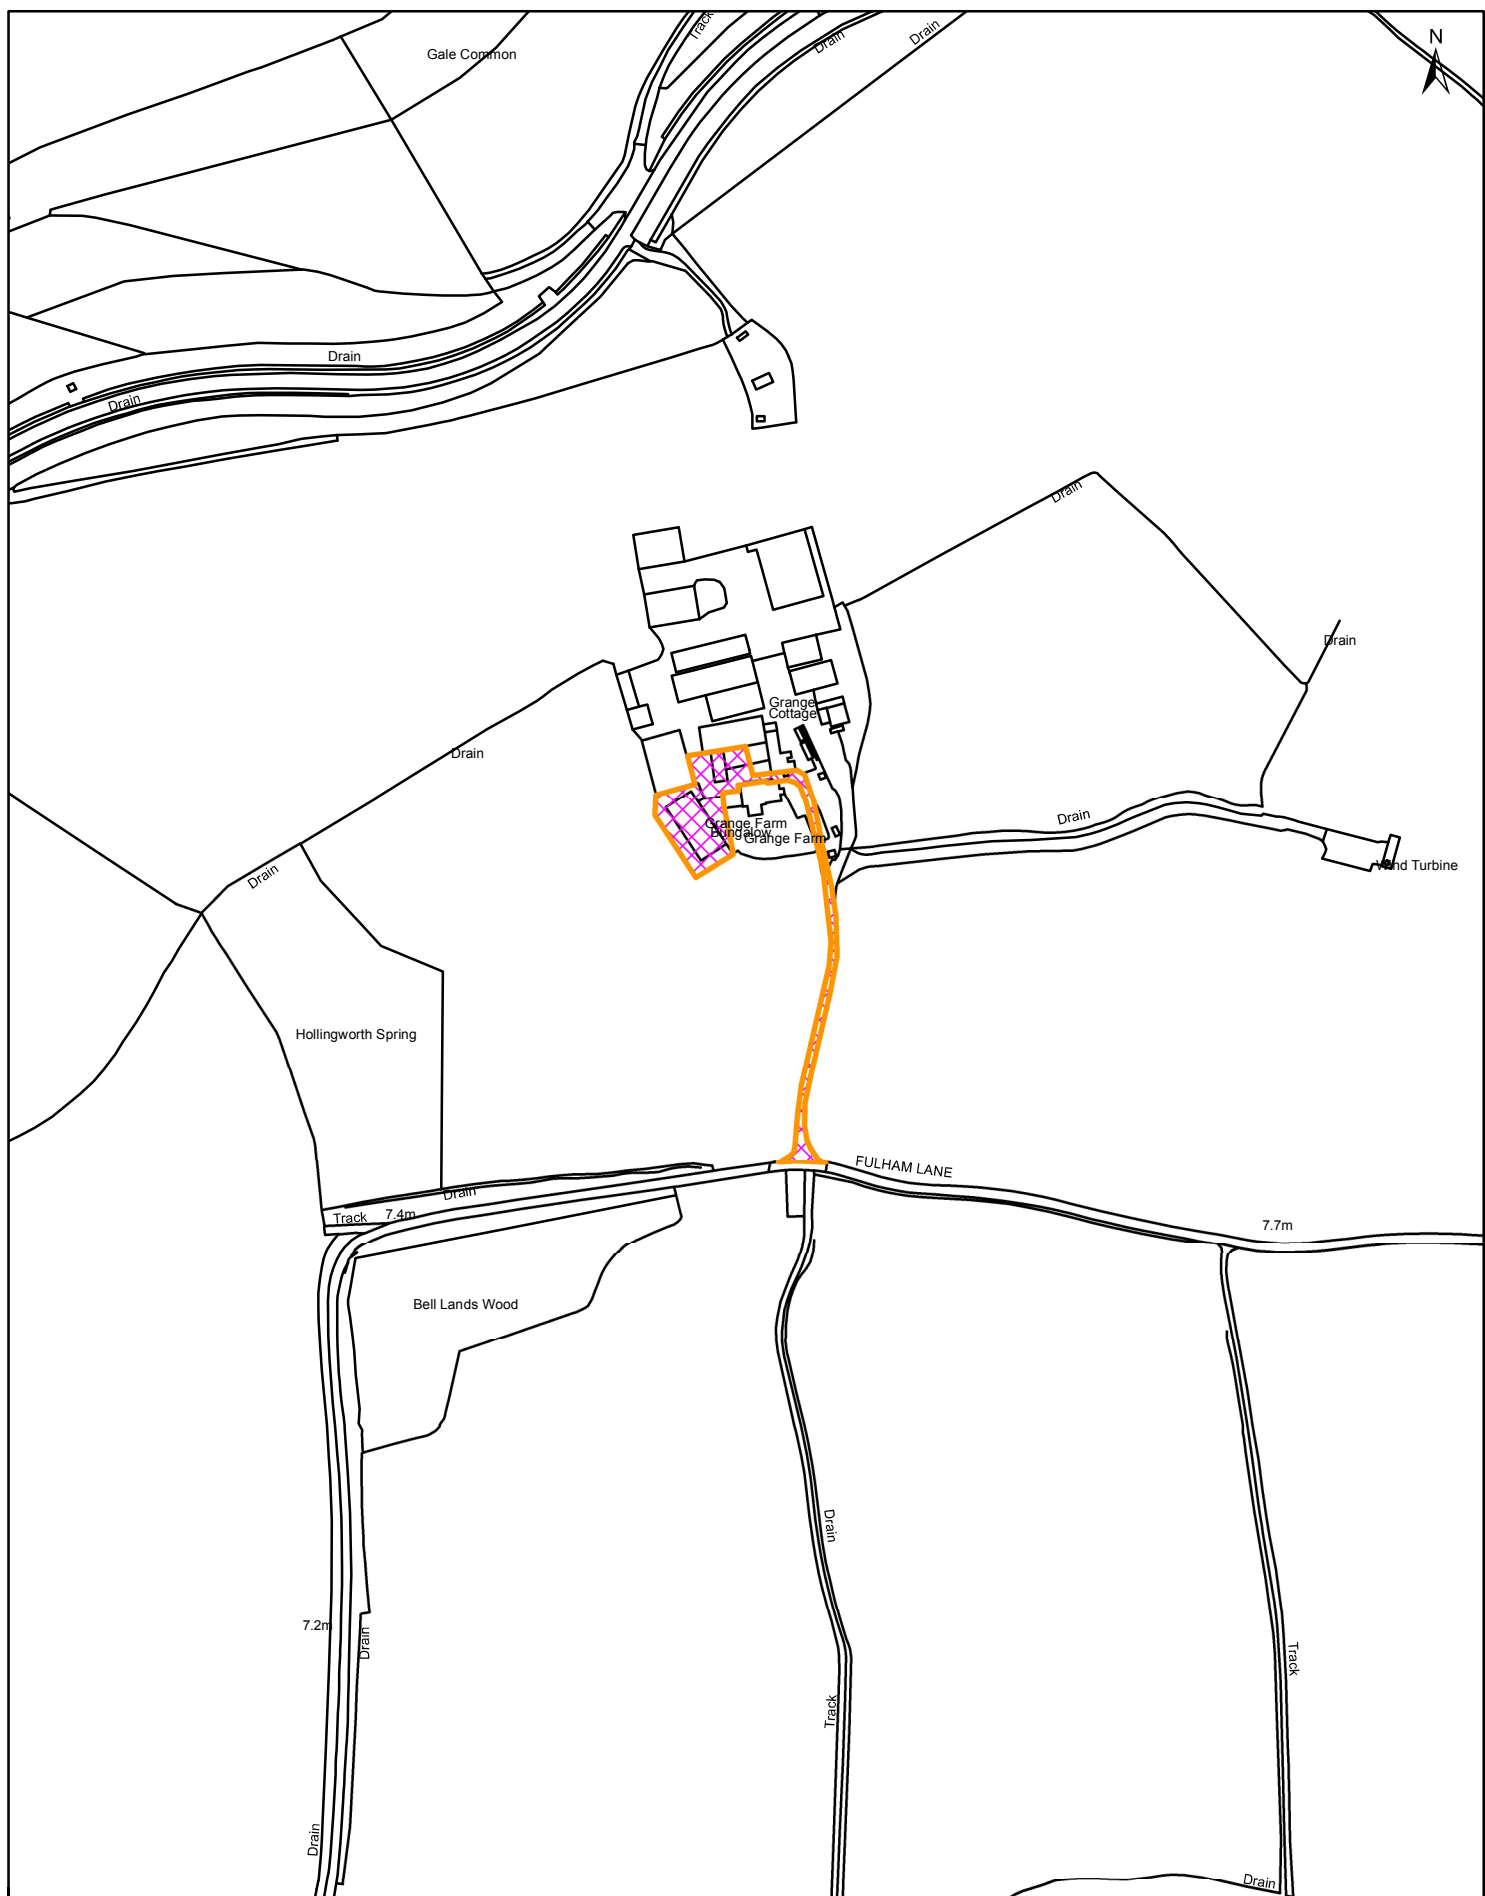 Track
Drain
Drain
N
Gale Common
Drain
Drain
Drain
Drain
Grange
Cottage
Drain
Drain
Grange Farm
Bungalow
Grange Farm
Wind Turbine
Drain
Hollingworth Spring
FULHAM LANE
Drain
Track
7.4m
7.7m
Bell Lands Wood
Drain
7.2m
Drain
Track
Track
Drain
Drain